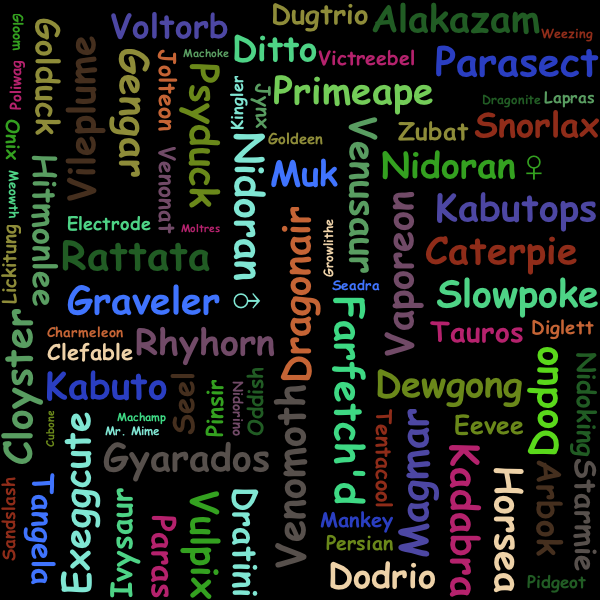 Gloom
Poliwag
Golduck
Vileplume
Voltorb
Gengar
Jolteon
Machoke
Psyduck
Ditto
Dugtrio
Alakazam
Weezing
Victreebel
Parasect
Kingler
Jynx
Primeape
Dragonite
Lapras
Goldeen
Zubat
Snorlax
Onix
Hitmonlee
Venonat
Nidoran ♂
Muk
Venusaur
Nidoran ♀
Meowth
Kabutops
Lickitung
Electrode
Moltres
Rattata
Dragonair
Growlithe
Vaporeon
Caterpie
Graveler
Seadra
Slowpoke
Cloyster
Charmeleon
Clefable
Rhyhorn
Farfetch'd
Tauros
Diglett
Kabuto
Seel
Pinsir
Nidorino
Oddish
Venomoth
Dewgong
Doduo
Nidoking
Cubone
Exeggcute
Machamp
Mr. Mime
Tentacool
Magmar
Eevee
Gyarados
Kadabra
Horsea
Arbok
Starmie
Sandslash
Tangela
Ivysaur
Paras
Vulpix
Dratini
Mankey
Persian
Dodrio
Pidgeot